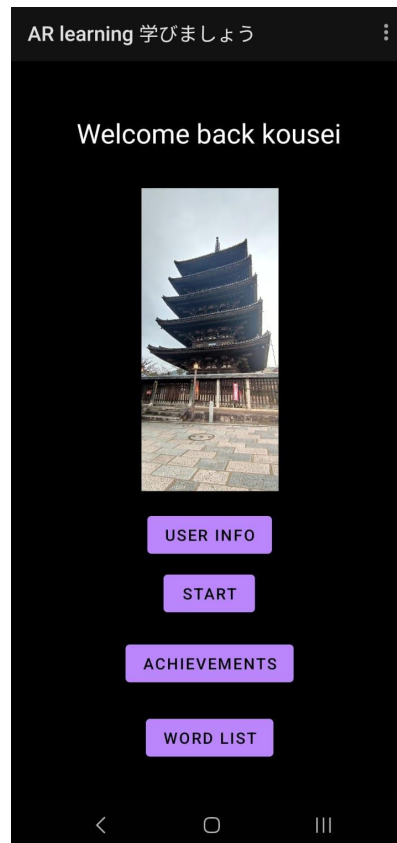 AR learning 学びましょう
Welcome back kousei
USER INFO
START
ACHIEVEMENTS
WORD LIST